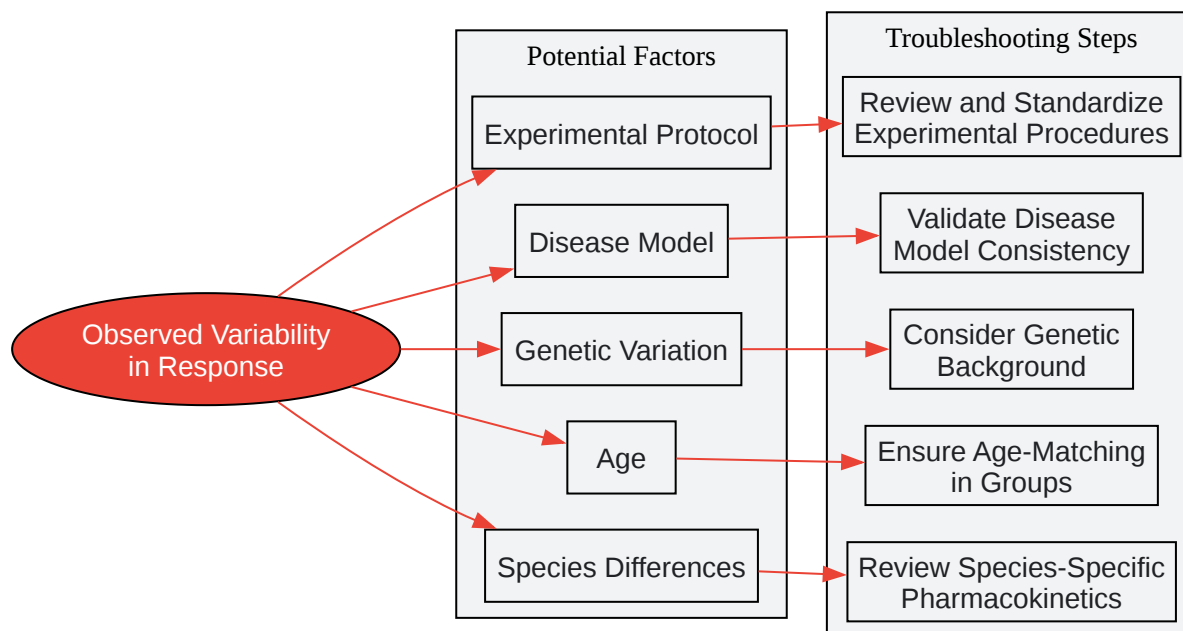 Observed Variability
in Response
Potential Factors
Experimental Protocol
Disease Model
Genetic Variation
Age
Species Differences
Troubleshooting Steps
Review and Standardize
Experimental Procedures
Validate Disease
Model Consistency
Consider Genetic
Background
Ensure Age-Matching
in Groups
Review Species-Specific
Pharmacokinetics